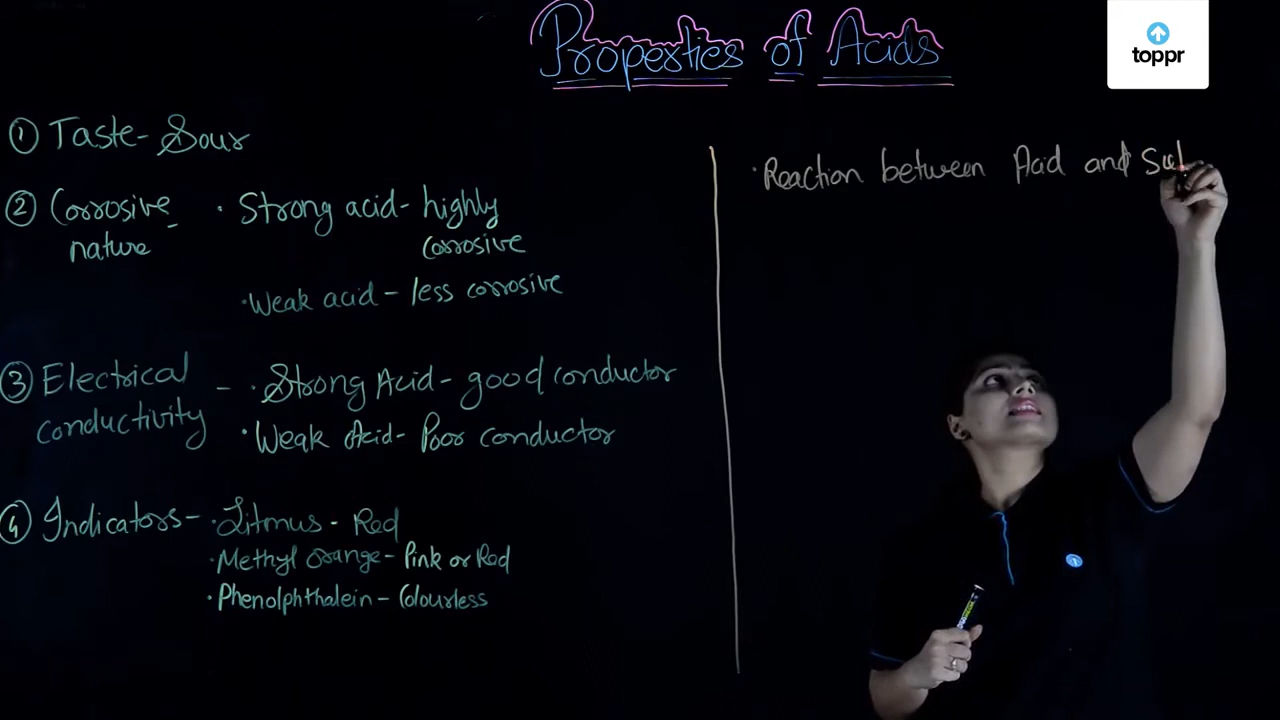 Properties of Acids
toppr
① Taste - Sour
② Corrosive nature - · Strong acid - highly corrosive
· Weak acid - less corrosive
③ Electrical conductivity - · Strong Acid - good conductor
· Weak Acid - Poor conductor
④ Indicators - · Litmus - Red
· Methyl orange - Pink or Red
· Phenolphthalein - Colourless
· Reaction between Acid and